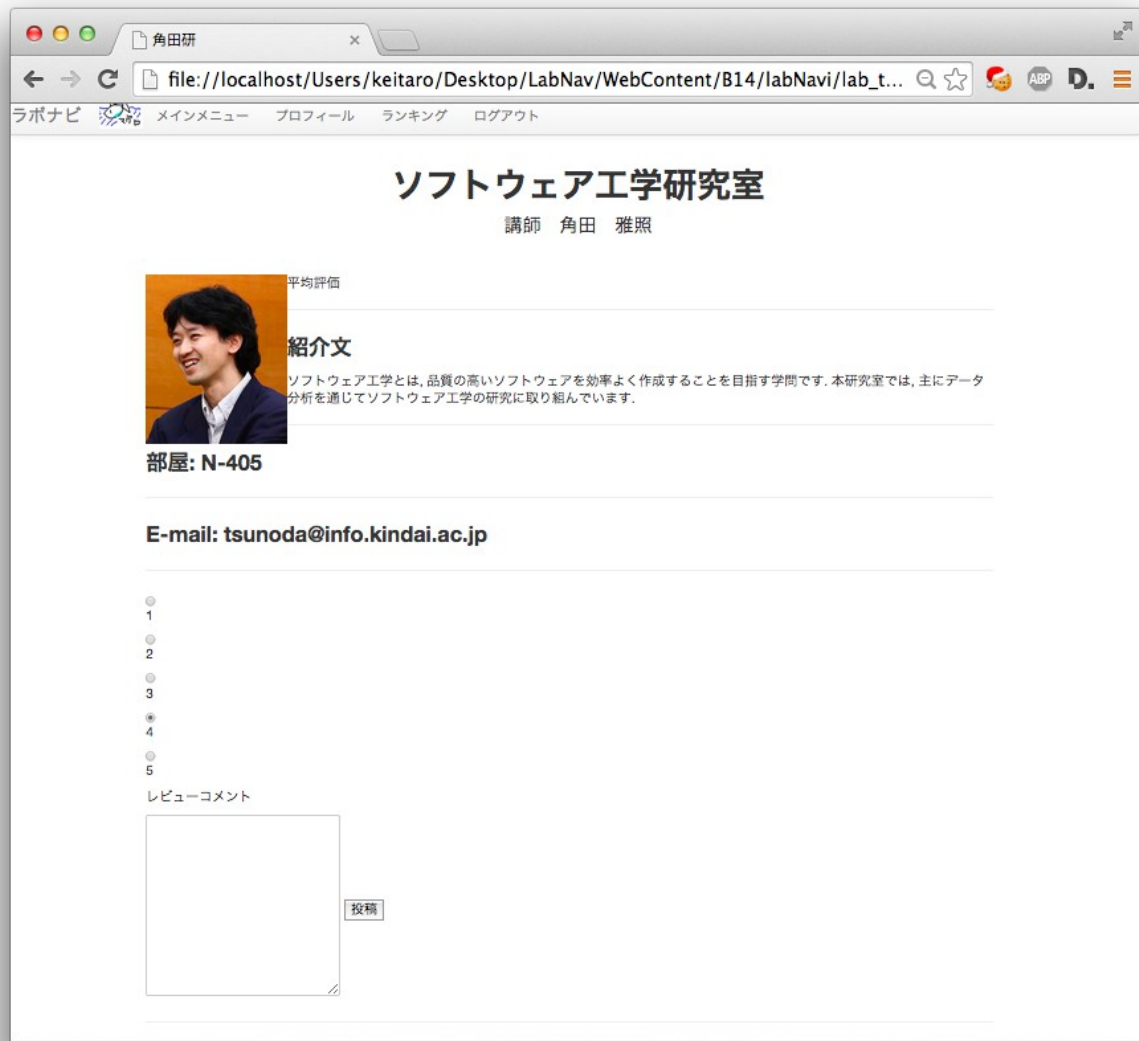 角田研
file://localhost/Users/keitaro/Desktop/LabNav/WebContent/B14/labNavi/lab_t...
ABP
D.
ラボナビ メインメニュー プロフィール ランキング ログアウト
ソフトウェア工学研究室
講師 角田 雅照
平均評価
紹介文
ソフトウェア工学とは, 品質の高いソフトウェアを効率よく作成することを目指す学問です. 本研究室では, 主にデータ
分析を通じてソフトウェア工学の研究に取り組んでいます.
部屋: N-405
E-mail: tsunoda@info.kindai.ac.jp
1
2
3
4
5
レビューコメント
投稿